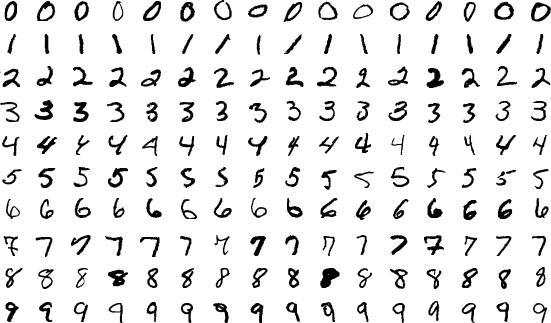 0 0 0 0 0 0 0 0 0 0 0 0 0 0 0 0
1 1 1 1 1 1 1 1 1 1 1 1 1 1 1 1
2 2 2 2 2 2 2 2 2 2 2 2 2 2 2 2
3 3 3 3 3 3 3 3 3 3 3 3 3 3 3 3
4 4 4 4 4 4 4 4 4 4 4 4 4 4 4 4
5 5 5 5 5 5 5 5 5 5 5 5 5 5 5 5
6 6 6 6 6 6 6 6 6 6 6 6 6 6 6 6
7 7 7 7 7 7 7 7 7 7 7 7 7 7 7 7
8 8 8 8 8 8 8 8 8 8 8 8 8 8 8 8
9 9 9 9 9 9 9 9 9 9 9 9 9 9 9 9